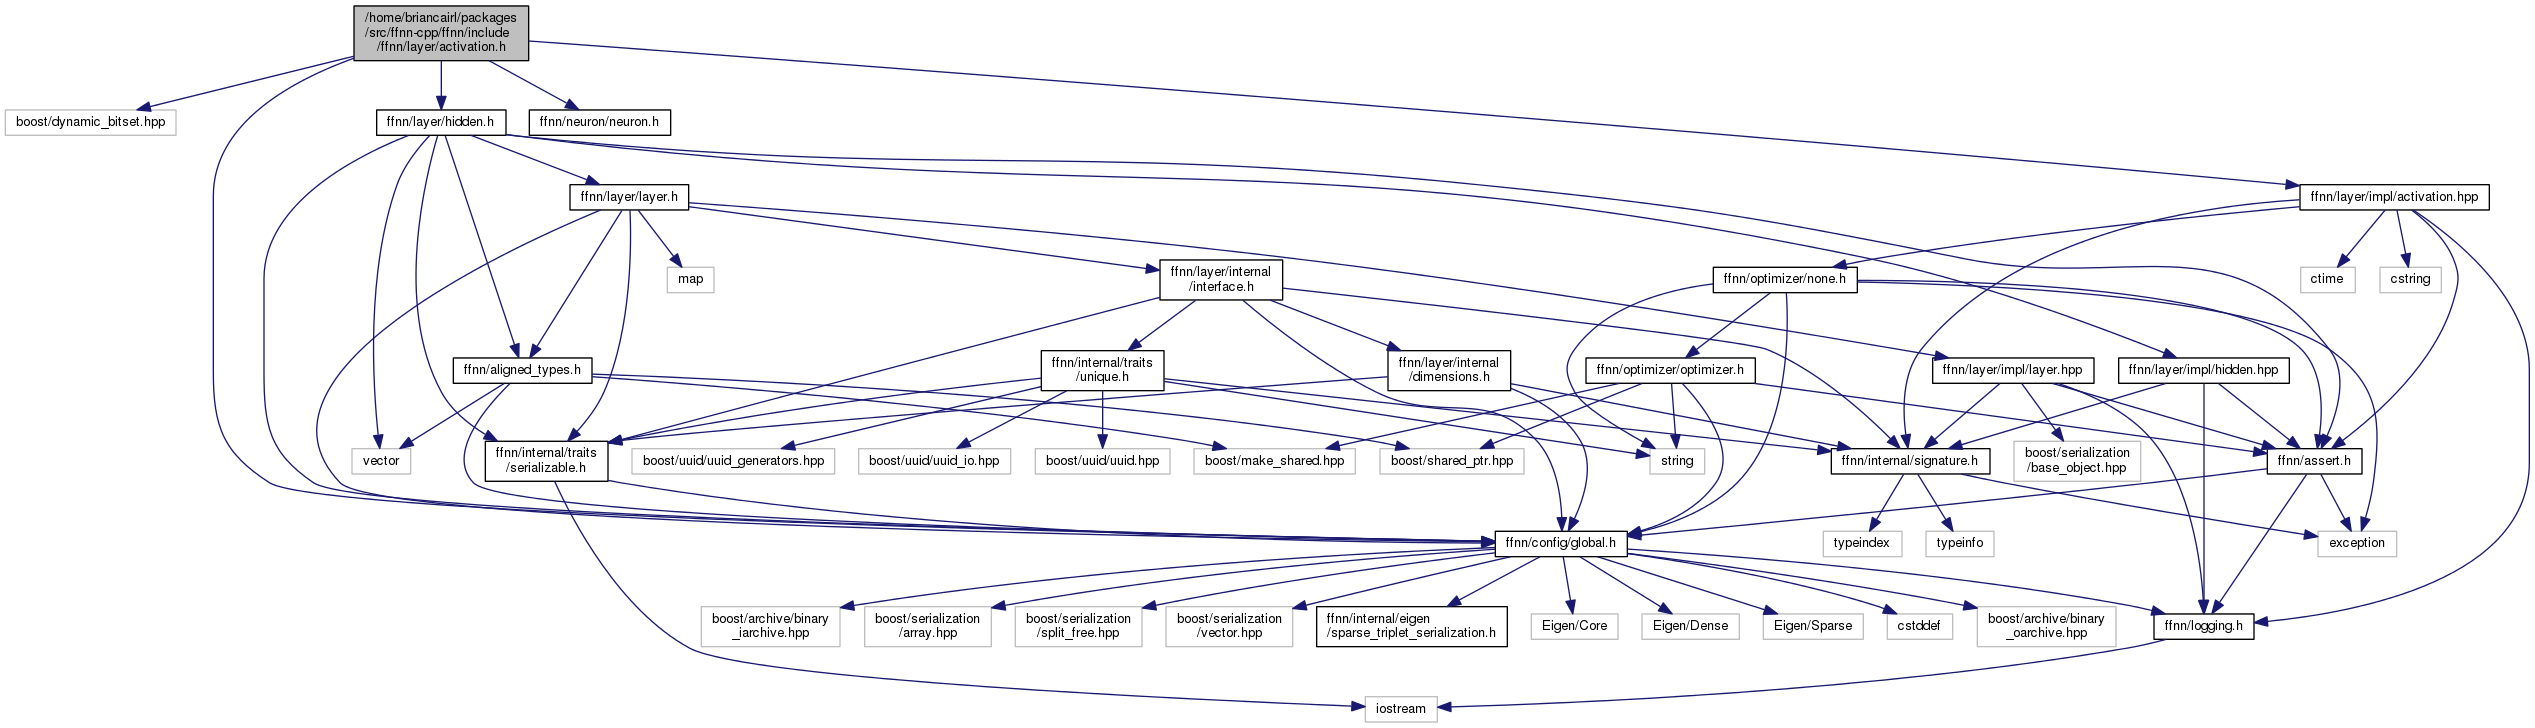 /home/briancairl/packages
/src/ffnn-cpp/ffnn/include
/ffnn/layer/activation.h
boost/dynamic_bitset.hpp
ffnn/layer/hidden.h
ffnn/neuron/neuron.h
ffnn/layer/layer.h
ffnn/layer/impl/activation.hpp
map
ffnn/layer/internal
/interface.h
ffnn/optimizer/none.h
ctime
cstring
ffnn/aligned_types.h
ffnn/internal/traits
/unique.h
ffnn/layer/internal
/dimensions.h
ffnn/optimizer/optimizer.h
ffnn/layer/impl/layer.hpp
ffnn/layer/impl/hidden.hpp
vector
ffnn/internal/traits
/serializable.h
boost/uuid/uuid_generators.hpp
boost/uuid/uuid_io.hpp
boost/uuid/uuid.hpp
boost/make_shared.hpp
boost/shared_ptr.hpp
string
ffnn/internal/signature.h
boost/serialization
/base_object.hpp
ffnn/assert.h
ffnn/config/global.h
typeindex
typeinfo
exception
boost/archive/binary
_iarchive.hpp
boost/serialization
/array.hpp
boost/serialization
/split_free.hpp
boost/serialization
/vector.hpp
ffnn/internal/eigen
/sparse_triplet_serialization.h
Eigen/Core
Eigen/Dense
Eigen/Sparse
cstddef
boost/archive/binary
_oarchive.hpp
ffnn/logging.h
iostream